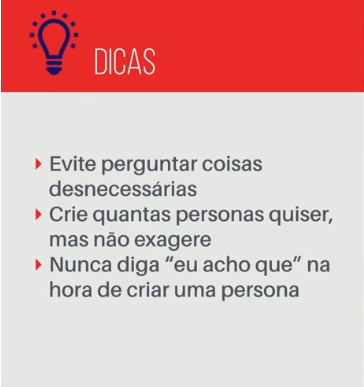 DICAS
Evite perguntar coisas
desnecessárias
Crie quantas personas quiser,
mas não exagere
Nunca diga “eu acho que” na
hora de criar uma persona